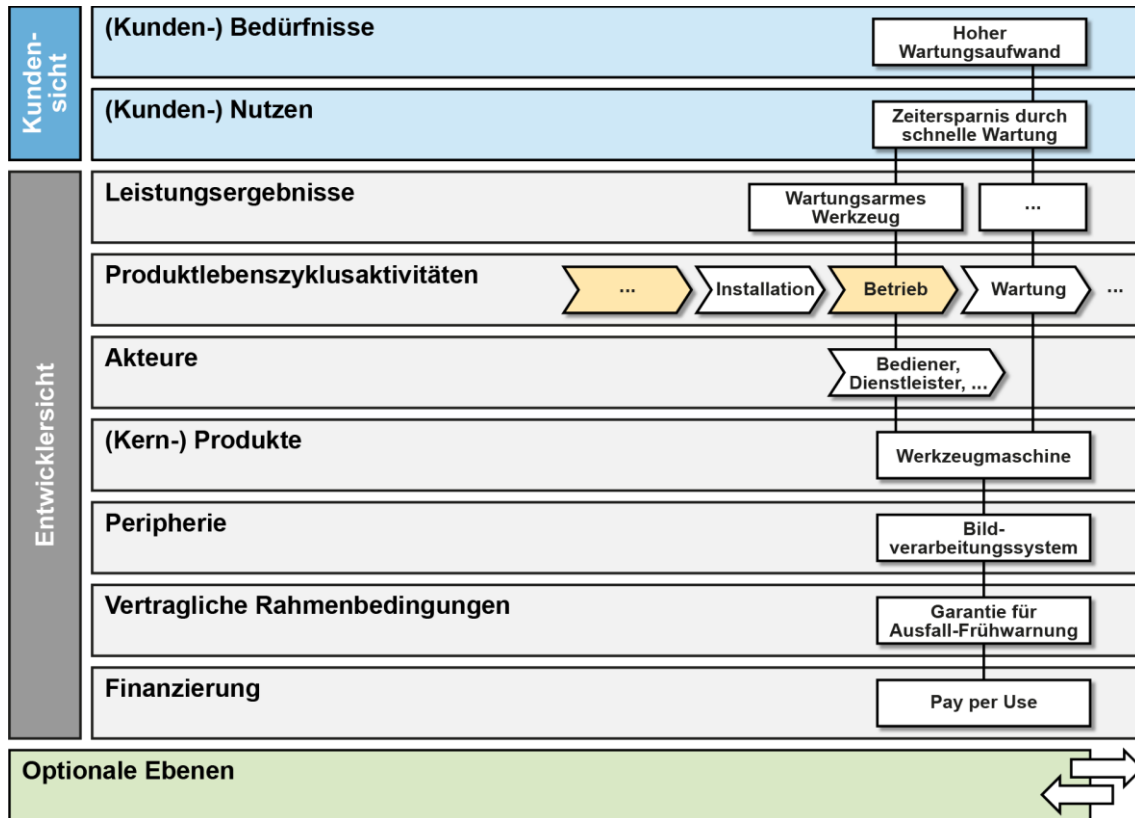 Kunden-
sicht
(Kunden-) Bedürfnisse
Hoher
Wartungsaufwand
(Kunden-) Nutzen
Zeitersparnis durch
schnelle Wartung
Entwicklersicht
Leistungsergebnisse
Wartungsarmes
Werkzeug
...
Produktlebenszyklusaktivitäten
...
Installation
Betrieb
Wartung
...
Akteure
Bediener,
Dienstleister, ...
(Kern-) Produkte
Werkzeugmaschine
Peripherie
Bild-
verarbeitungssystem
Vertragliche Rahmenbedingungen
Garantie für
Ausfall-Frühwarnung
Finanzierung
Pay per Use
Optionale Ebenen